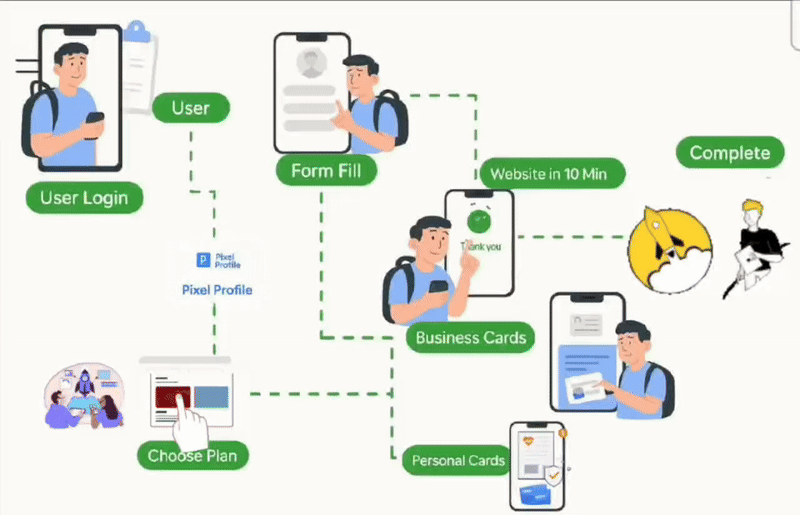 User
User Login
Form Fill
Website in 10 Min
Complete
Thank you
Pixel
Profile
Pixel Profile
Business Cards
Choose Plan
Personal Cards